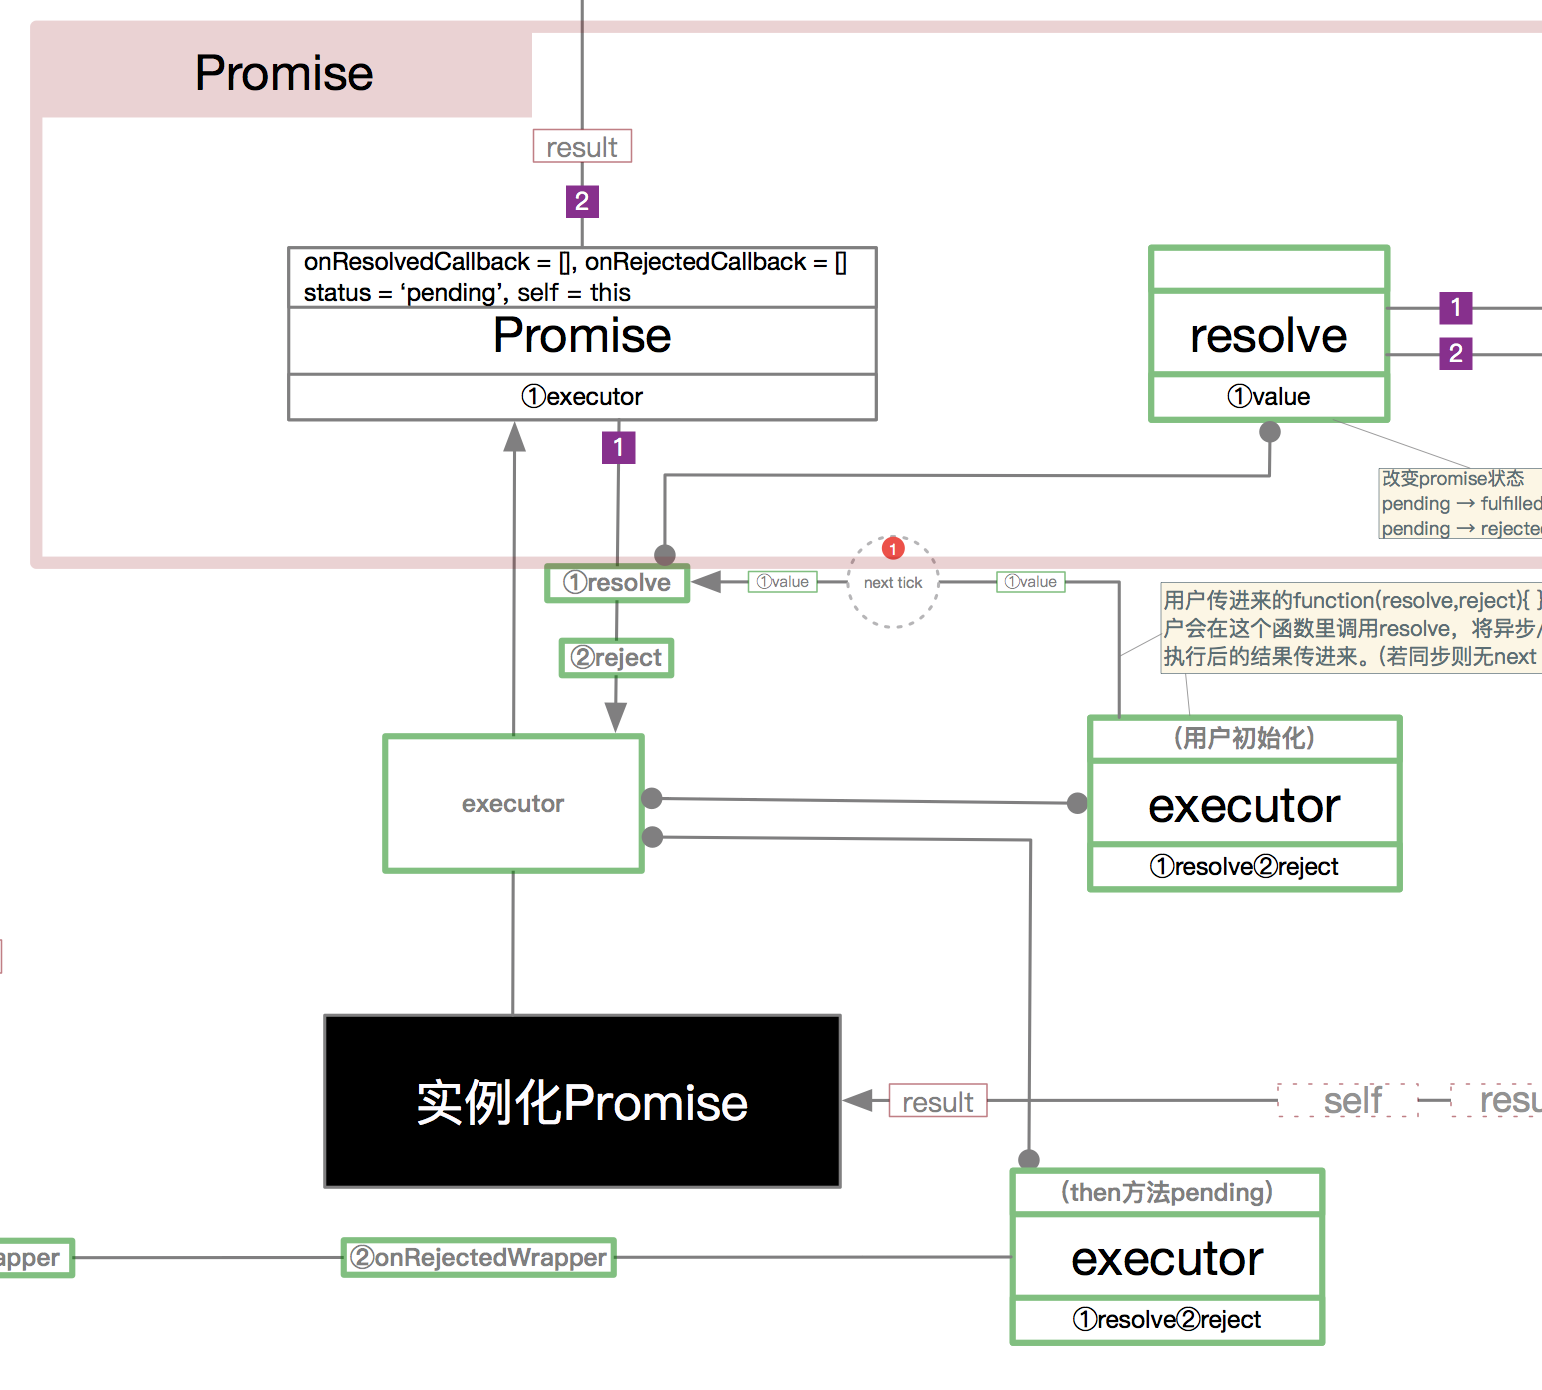 Promise
result
2
onResolvedCallback = [], onRejectedCallback = []
status = ‘pending’, self = this
Promise
①executor
1
resolve
①value
1
2
改变promise状态
pending → fulfilled
pending → rejected
①resolve
①value
1
next tick
①value
用户传进来的function(resolve,reject){ }
户会在这个函数里调用resolve，将异步/
执行后的结果传进来。(若同步则无next
②reject
（用户初始化）
executor
①resolve②reject
executor
实例化Promise
result
self
resu
（then方法pending）
executor
①resolve②reject
apper
②onRejectedWrapper